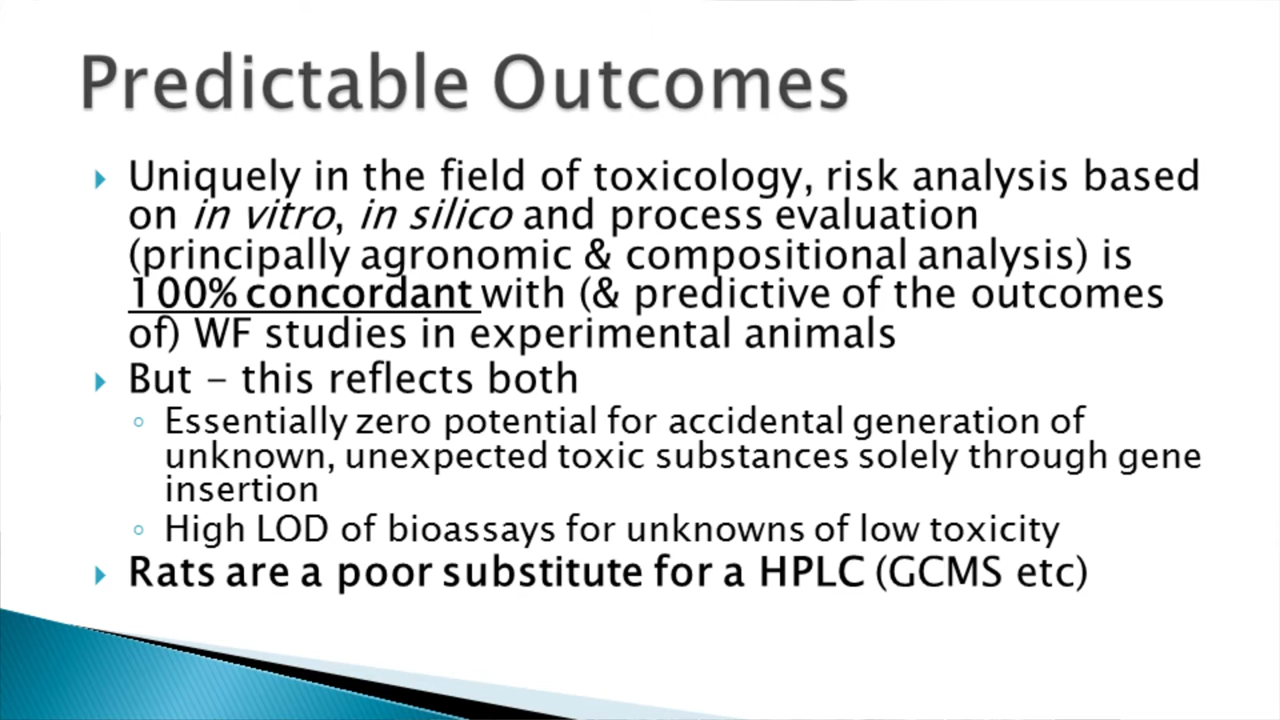 Predictable Outcomes
Uniquely in the field of toxicology, risk analysis based
on in vitro, in silico and process evaluation
(principally agronomic & compositional analysis) is
100% concordant with (& predictive of the outcomes
of) WF studies in experimental animals
But – this reflects both
Essentially zero potential for accidental generation of
unknown, unexpected toxic substances solely through gene
insertion
High LOD of bioassays for unknowns of low toxicity
Rats are a poor substitute for a HPLC (GCMS etc)